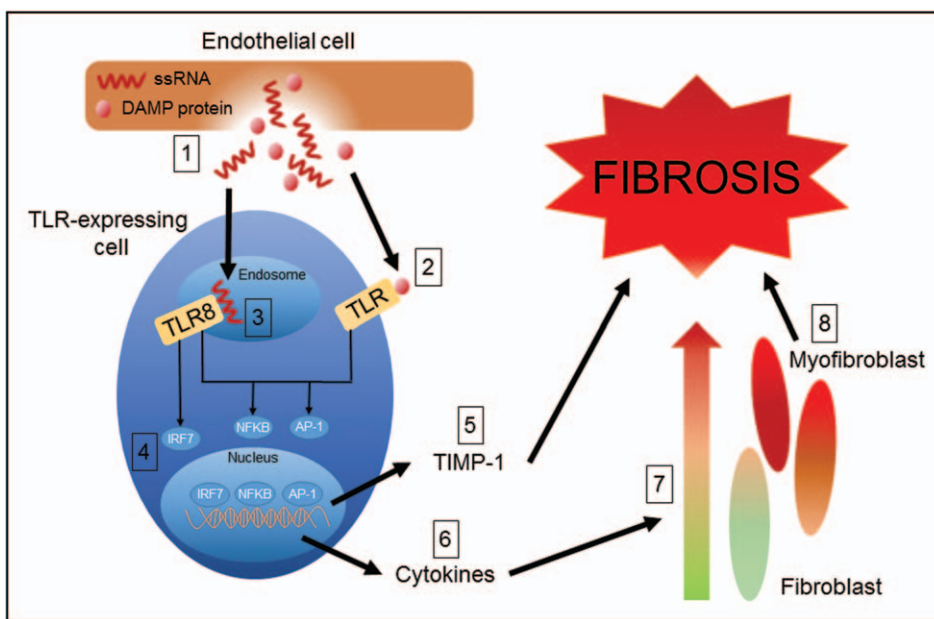 Endothelial cell
ssRNA
DAMP protein
1
TLR-expressing
cell
2
Endosome
TLR8
3
TLR
FIBROSIS
8
Myofibroblast
4
IRF7
NFKB
AP-1
5
TIMP-1
Nucleus
IRF7
NFKB
AP-1
7
6
Cytokines
Fibroblast